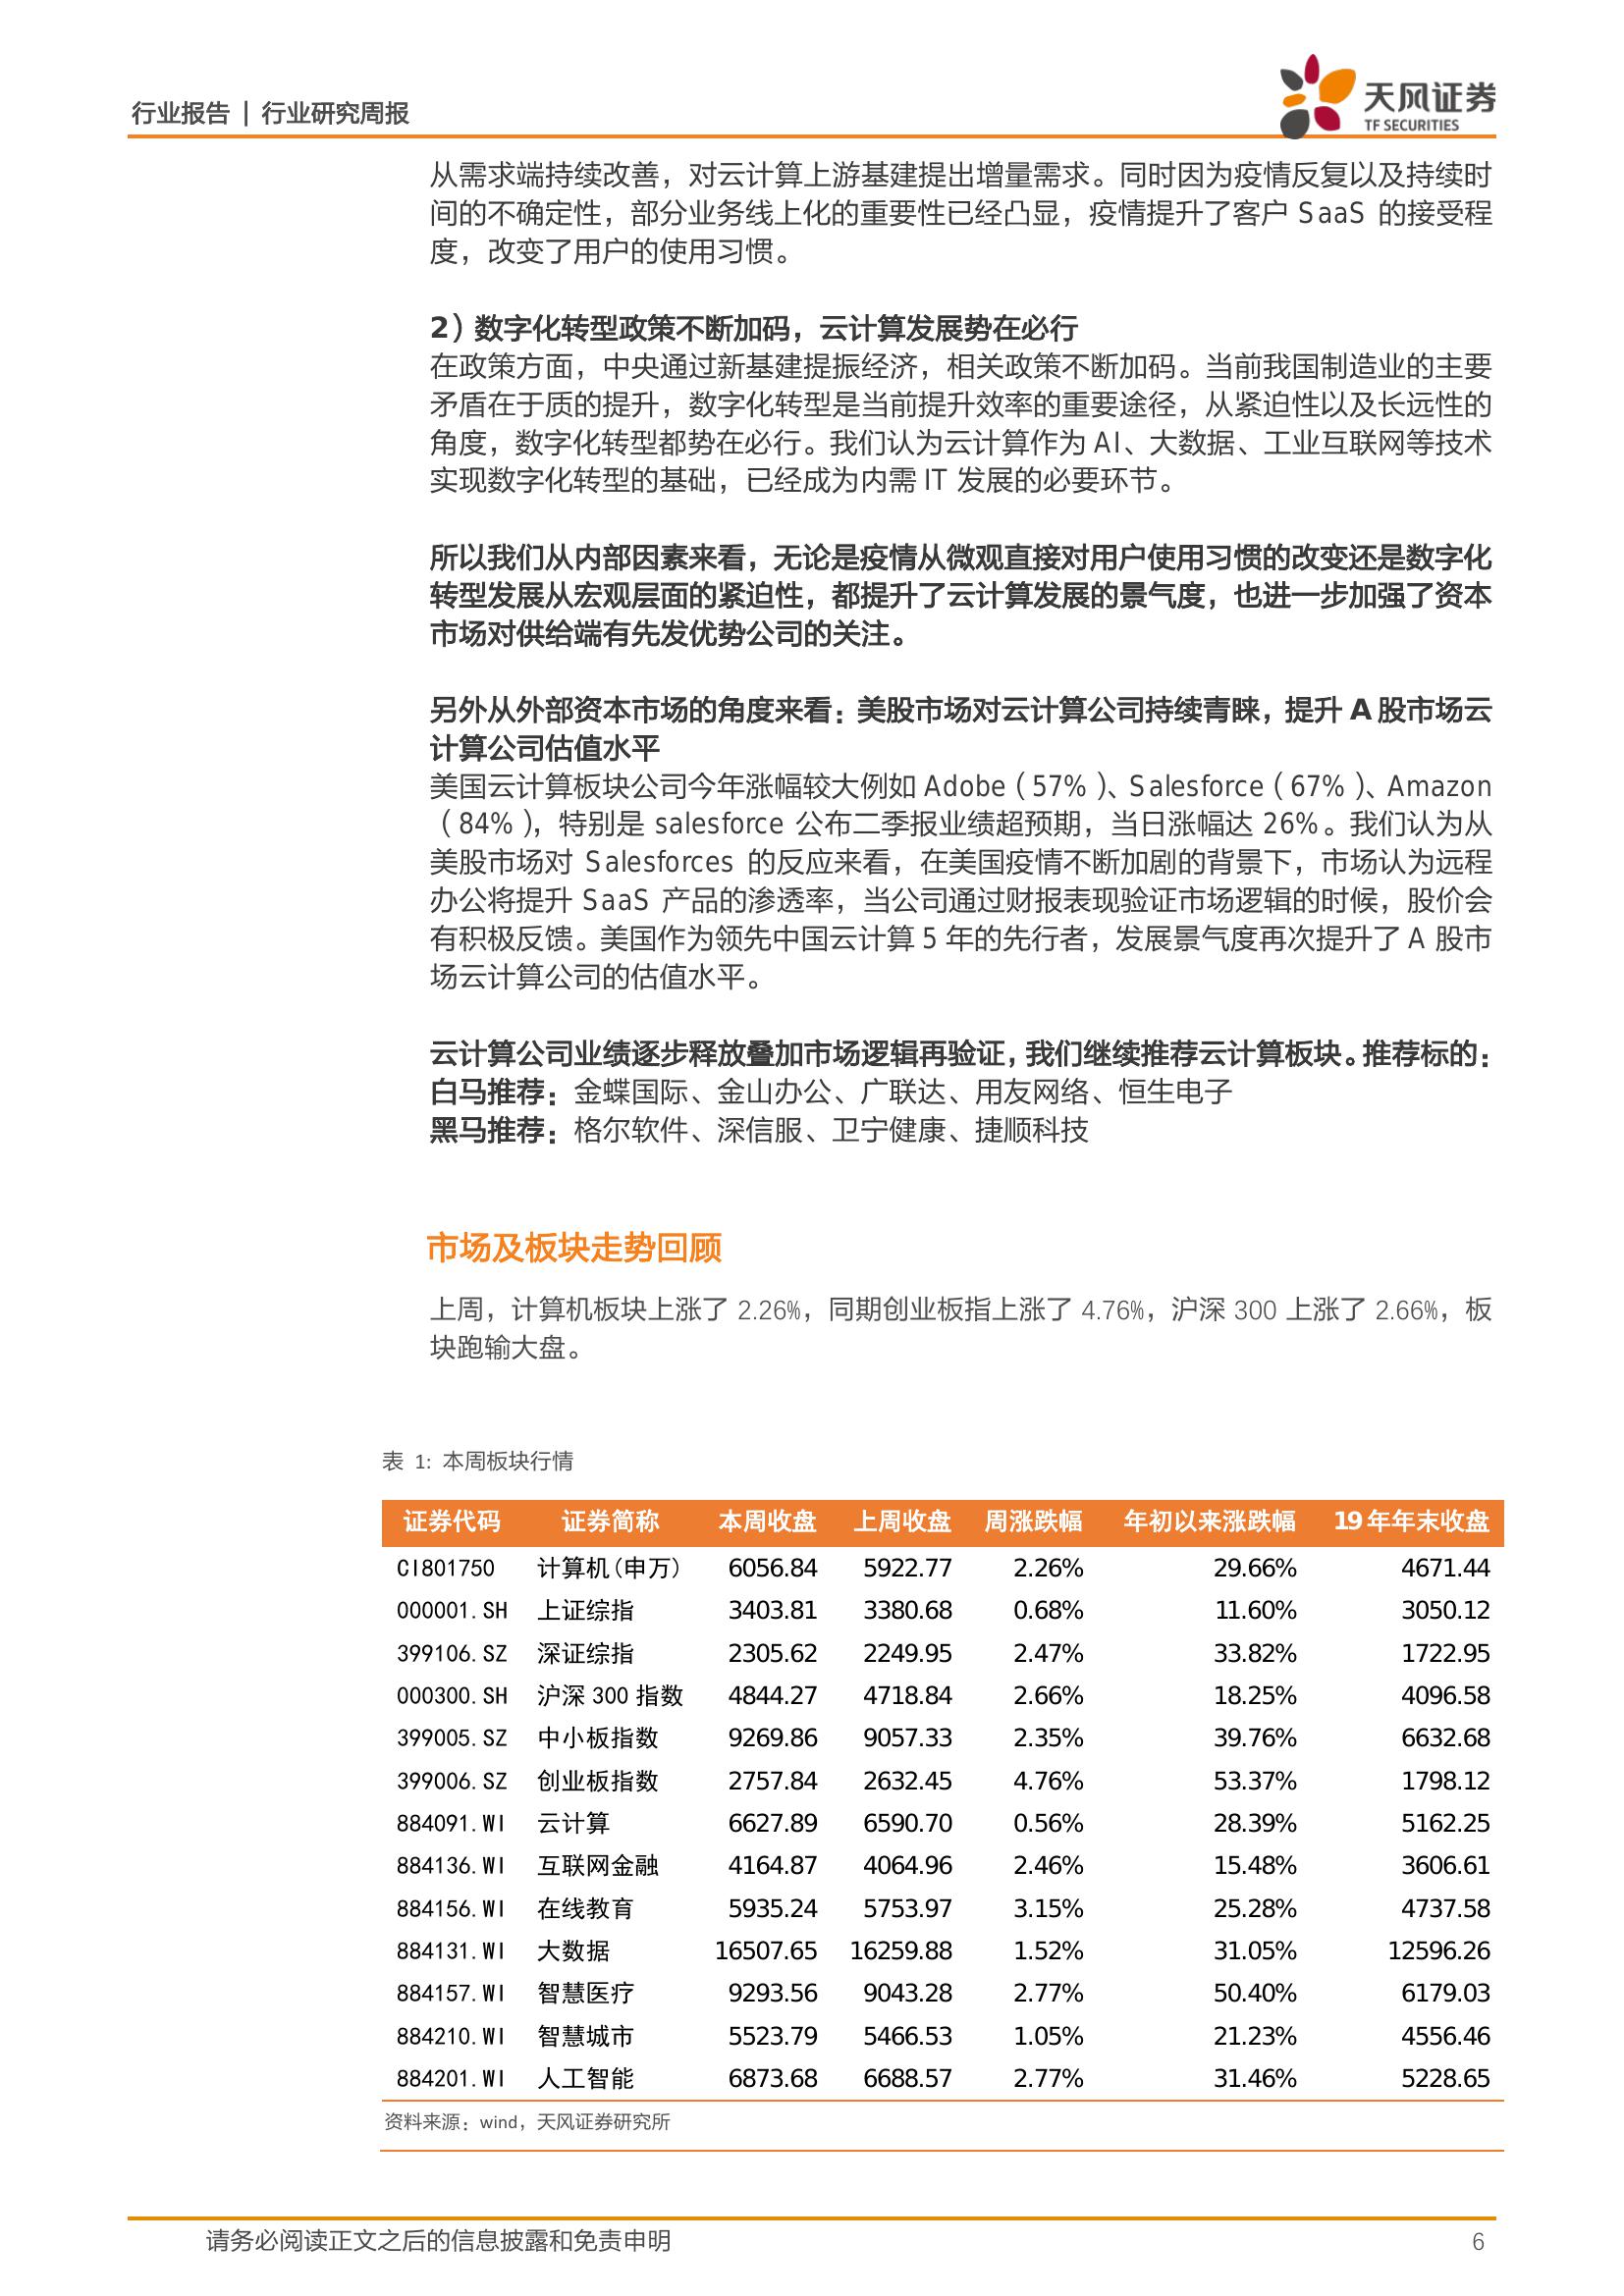 行业报告 | 行业研究周报
天风证券
TF SECURITIES
从需求端持续改善，对云计算上游基建提出增量需求。同时因为疫情反复以及持续时
间的不确定性，部分业务线上化的重要性已经凸显，疫情提升了客户 SaaS 的接受程
度，改变了用户的使用习惯。
2）数字化转型政策不断加码，云计算发展势在必行
在政策方面，中央通过新基建提振经济，相关政策不断加码。当前我国制造业的主要
矛盾在于质的提升，数字化转型是当前提升效率的重要途径，从紧迫性以及长远性的
角度，数字化转型都势在必行。我们认为云计算作为 AI、大数据、工业互联网等技术
实现数字化转型的基础，已经成为内需 IT 发展的必要环节。
所以我们从内部因素来看，无论是疫情从微观直接对用户使用习惯的改变还是数字化
转型发展从宏观层面的紧迫性，都提升了云计算发展的景气度，也进一步加强了资本
市场对供给端有先发优势公司的关注。
另外从外部资本市场的角度来看：美股市场对云计算公司持续青睐，提升 A 股市场云
计算公司估值水平
美国云计算板块公司今年涨幅较大例如 Adobe（57%）、Salesforce（67%）、Amazon
（84%），特别是 salesforce 公布二季报业绩超预期，当日涨幅达 26%。我们认为从
美股市场对 Salesforces 的反应来看，在美国疫情不断加剧的背景下，市场认为远程
办公将提升 SaaS 产品的渗透率，当公司通过财报表现验证市场逻辑的时候，股价会
有积极反馈。美国作为领先中国云计算 5 年的先行者，发展景气度再次提升了 A 股市
场云计算公司的估值水平。
云计算公司业绩逐步释放叠加市场逻辑再验证，我们继续推荐云计算板块。推荐标的：
白马推荐：金蝶国际、金山办公、广联达、用友网络、恒生电子
黑马推荐：格尔软件、深信服、卫宁健康、捷顺科技
市场及板块走势回顾
上周，计算机板块上涨了 2.26%，同期创业板指上涨了 4.76%，沪深 300 上涨了 2.66%，板
块跑输大盘。
表 1: 本周板块行情
证券代码 证券简称 本周收盘 上周收盘 周涨跌幅 年初以来涨跌幅 19 年年末收盘
CI801750 计算机(申万) 6056.84 5922.77 2.26% 29.66% 4671.44
000001.SH 上证综指 3403.81 3380.68 0.68% 11.60% 3050.12
399106.SZ 深证综指 2305.62 2249.95 2.47% 33.82% 1722.95
000300.SH 沪深 300 指数 4844.27 4718.84 2.66% 18.25% 4096.58
399005.SZ 中小板指数 9269.86 9057.33 2.35% 39.76% 6632.68
399006.SZ 创业板指数 2757.84 2632.45 4.76% 53.37% 1798.12
884091.WI 云计算 6627.89 6590.70 0.56% 28.39% 5162.25
884136.WI 互联网金融 4164.87 4064.96 2.46% 15.48% 3606.61
884156.WI 在线教育 5935.24 5753.97 3.15% 25.28% 4737.58
884131.WI 大数据 16507.65 16259.88 1.52% 31.05% 12596.26
884157.WI 智慧医疗 9293.56 9043.28 2.77% 50.40% 6179.03
884210.WI 智慧城市 5523.79 5466.53 1.05% 21.23% 4556.46
884201.WI 人工智能 6873.68 6688.57 2.77% 31.46% 5228.65
资料来源：wind，天风证券研究所
请务必阅读正文之后的信息披露和免责申明 6